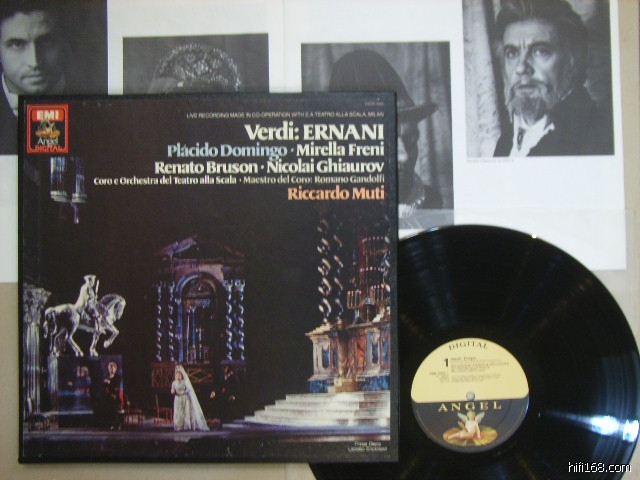 EMI
Angel
DIGITAL
LIVE RECORDING MADE IN CO-OPERATION WITH E.A TEATRO ALLA SCALA, MILAN
Verdi: ERNANI
Plácido Domingo · Mirella Freni
Renato Bruson · Nicolai Ghiaurov
Coro e Orchestra del Teatro alla Scala · Maestro del Coro: Romano Gandolfi
Riccardo Muti
DIGITAL
1
ANGEL
hifi168.com